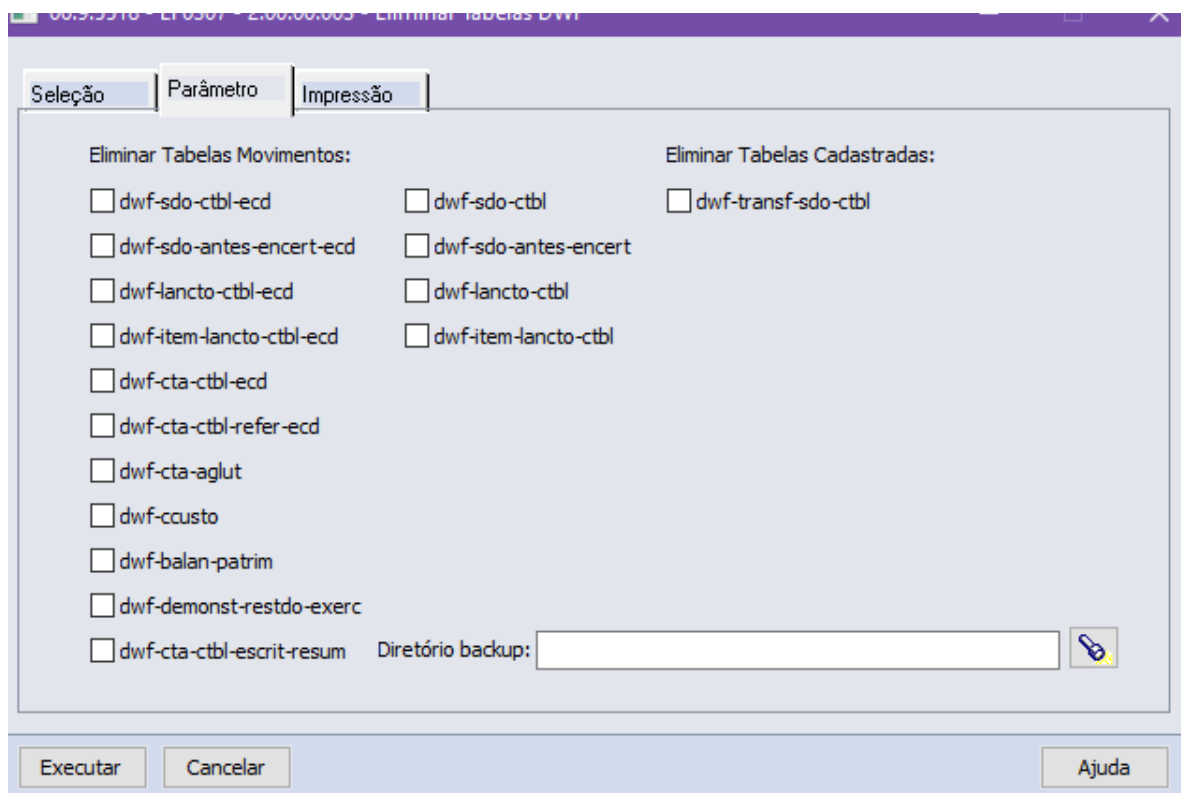 Eliminar Tabelas DWF
Seleção
Parâmetro
Impressão
Eliminar Tabelas Movimentos:
Eliminar Tabelas Cadastradas:
dwf-sdo-ctbl-ecd
dwf-sdo-ctbl
dwf-transf-sdo-ctbl
dwf-sdo-antes-encert-ecd
dwf-sdo-antes-encert
dwf-lancto-ctbl-ecd
dwf-lancto-ctbl
dwf-item-lancto-ctbl-ecd
dwf-item-lancto-ctbl
dwf-cta-ctbl-ecd
dwf-cta-ctbl-refer-ecd
dwf-cta-aglut
dwf-ccusto
dwf-balan-patrim
dwf-demonst-restdo-exerc
dwf-cta-ctbl-escrit-resum
Diretório backup:
Executar
Cancelar
Ajuda